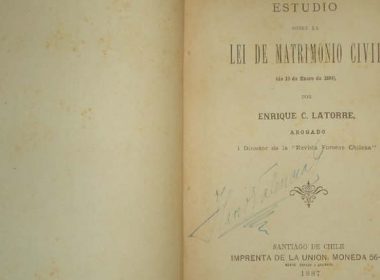 ESTUDIO
SOBRE LA
LEI DE MATRIMONIO CIVIL
(de 10 de Enero de 1884)
POR
ENRIQUE C. LATORRE,
ABOGADO
I Director de la "Revista Forense Chilena"
SANTIAGO DE CHILE
IMPRENTA DE LA UNION, MONEDA 56-
1887